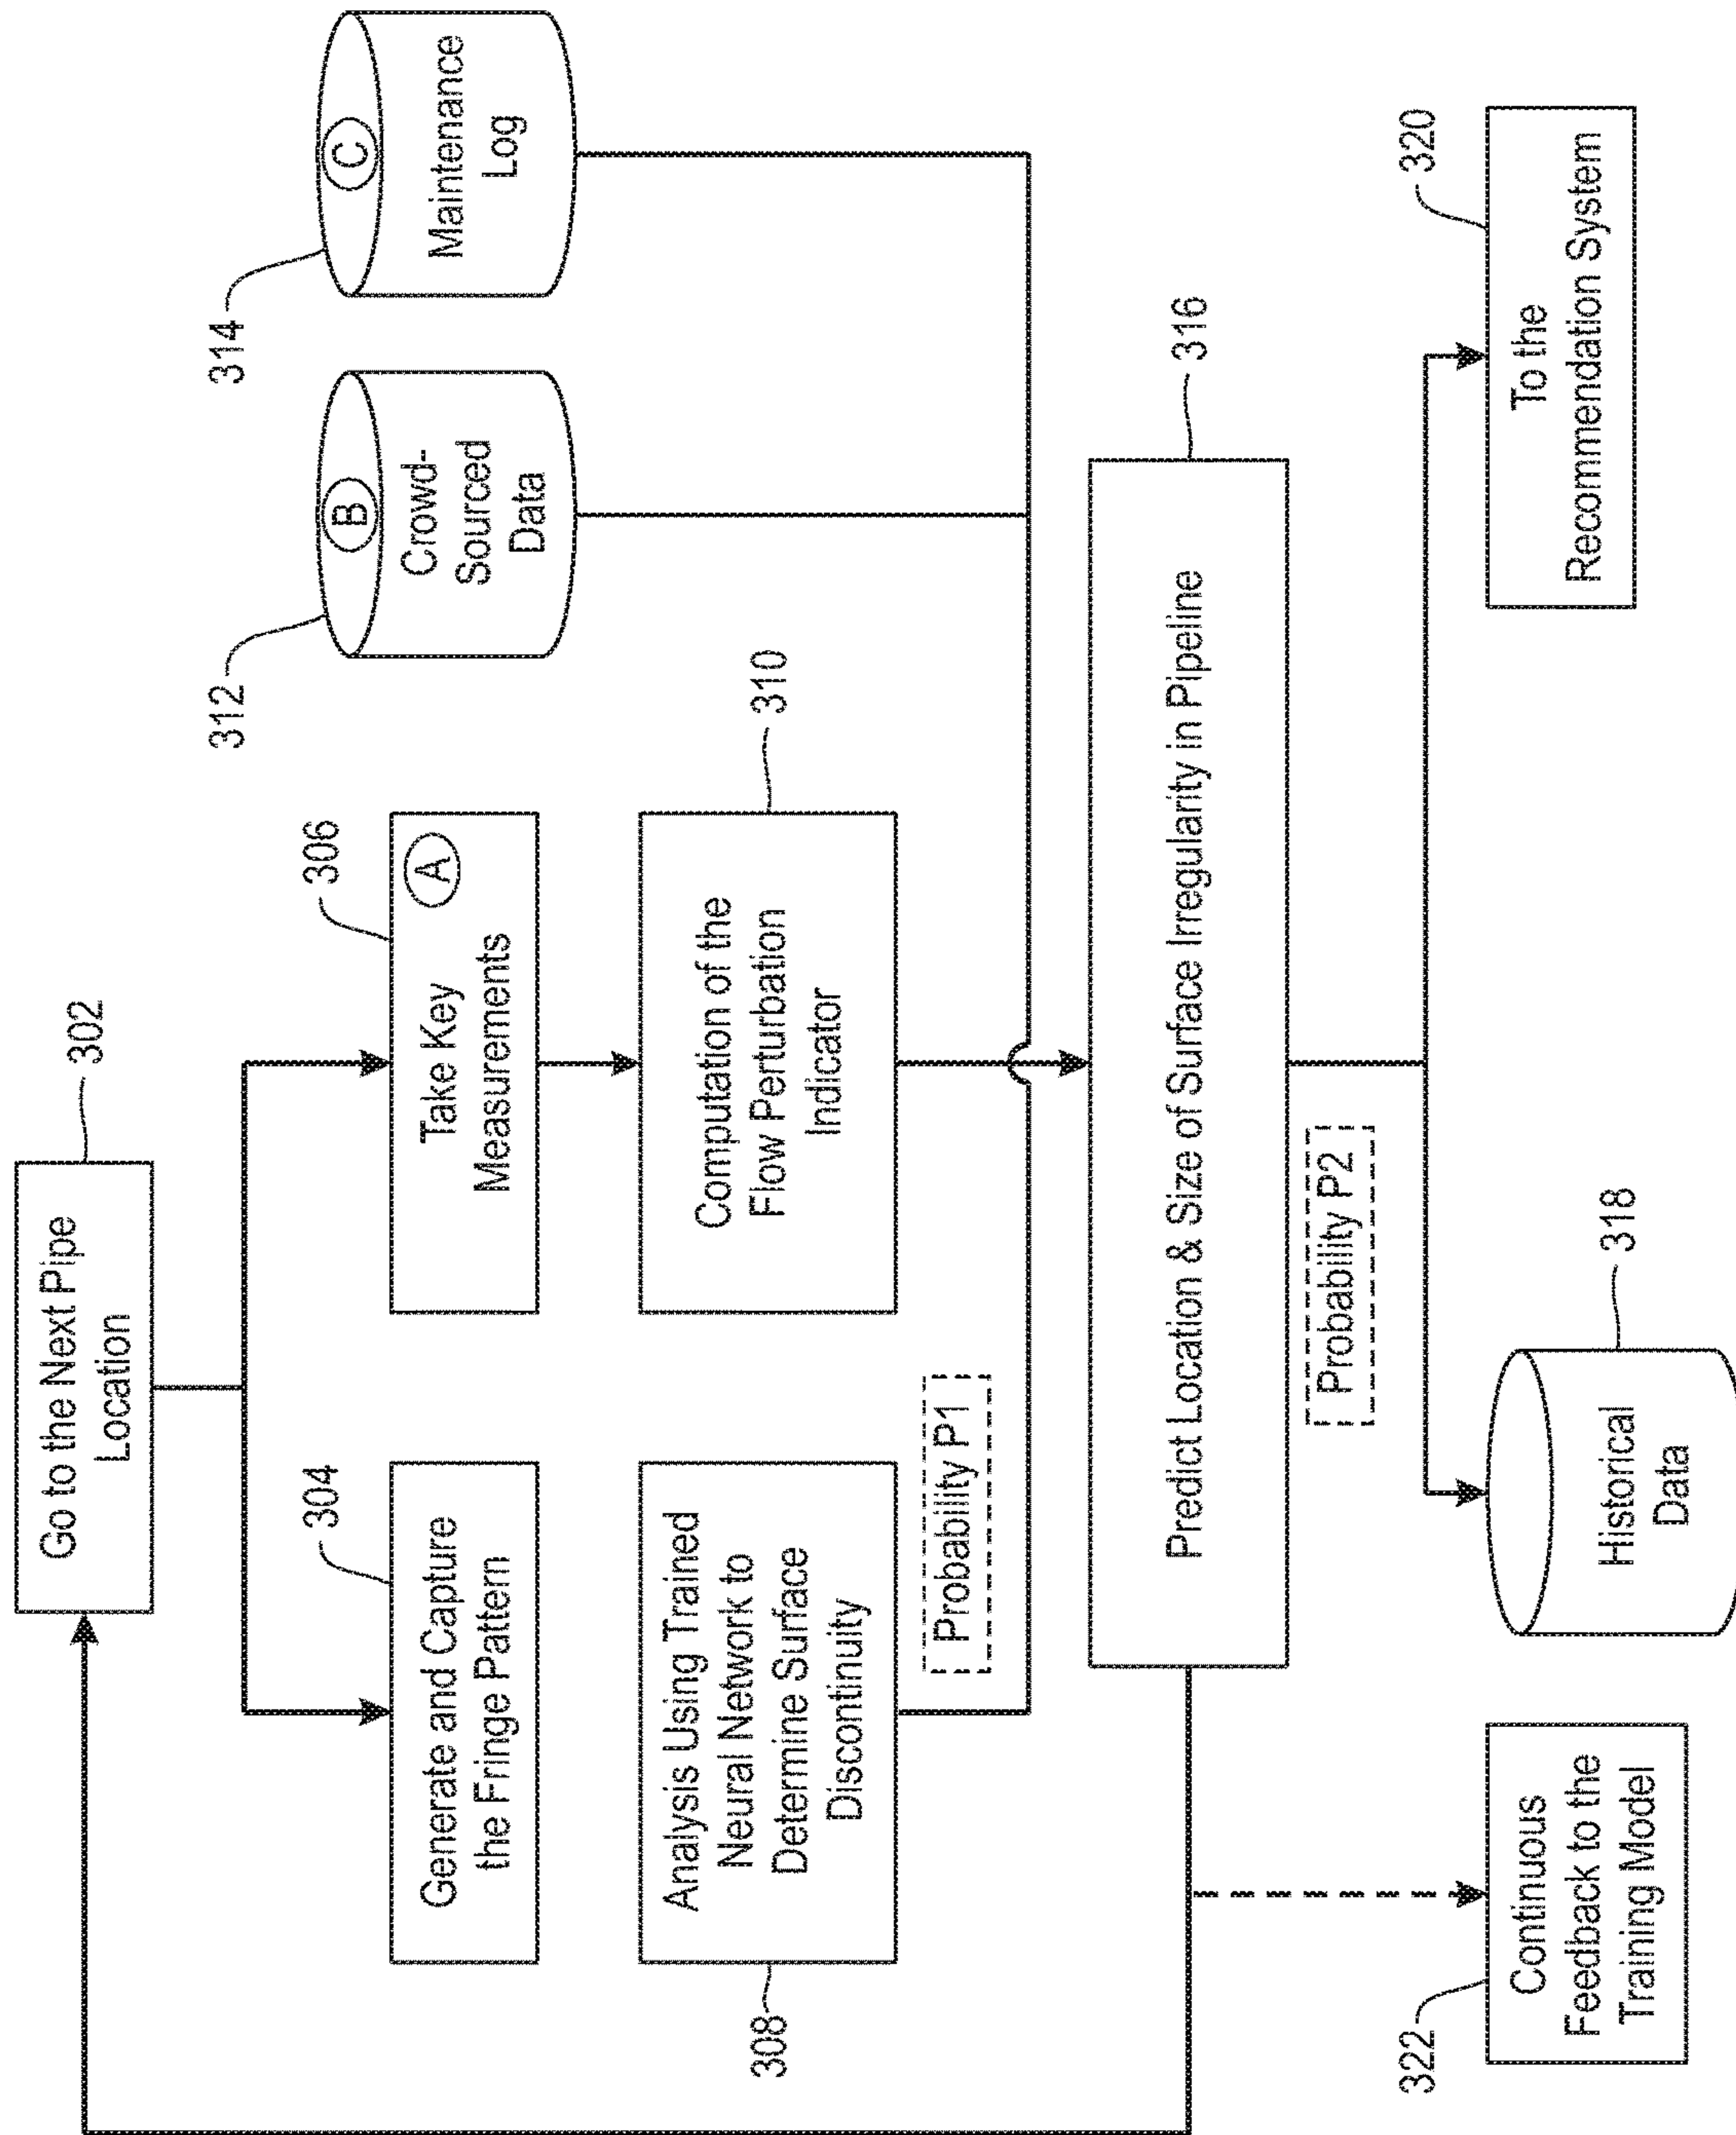 302
Go to the Next Pipe
Location
304
Generate and Capture
the Fringe Pattern
306
Take Key
Measurements
A
312
B
Crowd-
Sourced
Data
314
C
Maintenance
Log
308
Analysis Using Trained
Neural Network to
Determine Surface
Discontinuity
310
Computation of the
Flow Perturbation
Indicator
Probability P1
316
Predict Location & Size of Surface Irregularity in Pipeline
Probability P2
322
Continuous
Feedback to the
Training Model
318
Historical
Data
320
To the
Recommendation System